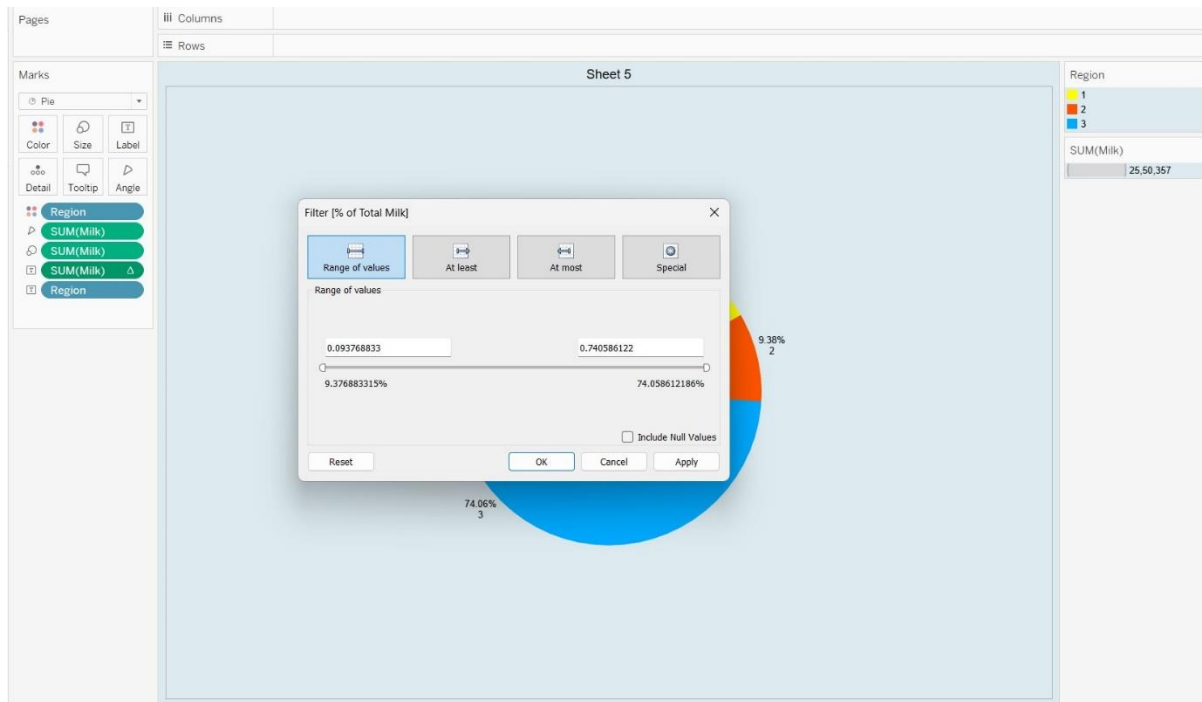 Pages
iii Columns
Rows
Marks
Pie
Color Size Label
Detail Tooltip Angle
Region
SUM(Milk)
SUM(Milk)
SUM(Milk) Δ
Region
Sheet 5
Filter [% of Total Milk]
Range of values At least At most Special
Range of values
0.093768833 0.740586122
9.376883315% 74.058612186%
Include Null Values
Reset OK Cancel Apply
9.38%
2
74.06%
3
Region
1
2
3
SUM(Milk)
25,50,357